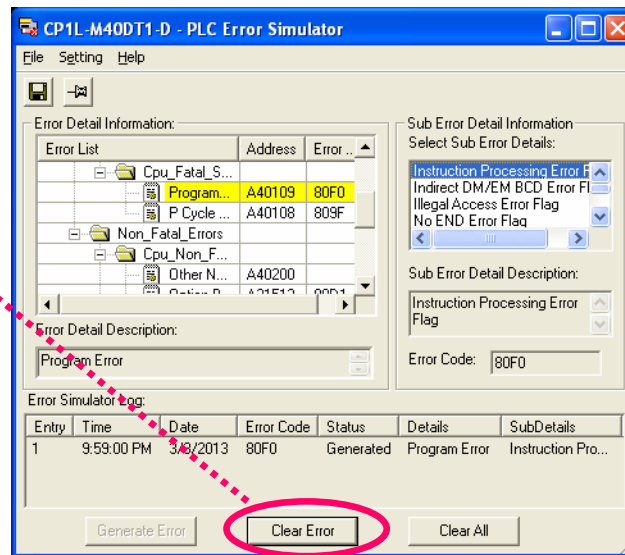 CP1L-M40DT1-D - PLC Error Simulator
File Setting Help
Error Detail Information:
Error List Address Error ..
Cpu_Fatal_S...
Program... A40109 80F0
P Cycle ... A40108 809F
Non_Fatal_Errors
Cpu_Non_F...
Other N... A40200
Error Detail Description:
Program Error
Sub Error Detail Information
Select Sub Error Details:
Instruction Processing Error F
Indirect DM/EM BCD Error Fl
Illegal Access Error Flag
No END Error Flag
Sub Error Detail Description:
Instruction Processing Error
Flag
Error Code: 80F0
Error Simulator Log:
Entry Time Date Error Code Status Details SubDetails
1 9:59:00 PM 3/3/2013 80F0 Generated Program Error Instruction Pro...
Generate Error Clear Error Clear All